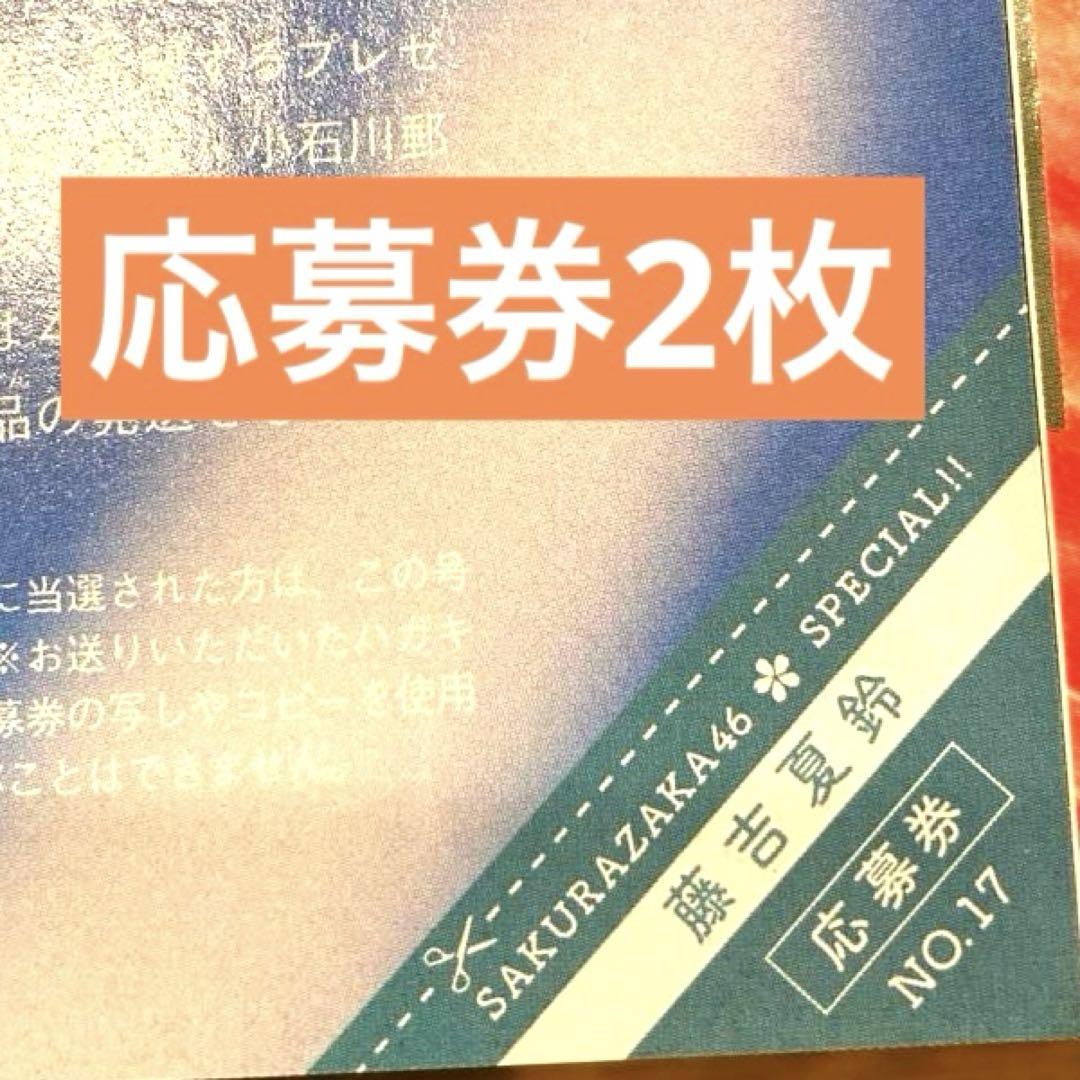 するプレゼ
小石川郵
応募券2枚
品の発送をも
に当選された方は、この号
※お送りいただいたハガキ
募券の写しやコピーを使用
ことはできません。
SAKURAZAKA46 SPECIAL!!
藤吉夏鈴
応募券
NO.17